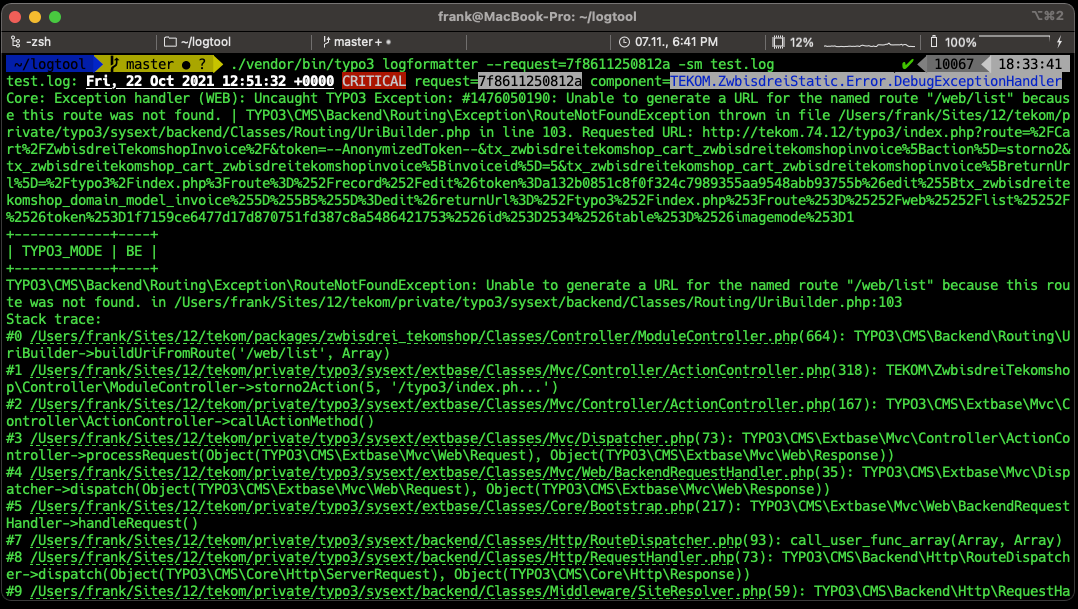 frank@MacBook-Pro: ~/logtool
⌥⌘2
-zsh
~/logtool
master+•
07.11., 6:41 PM
12%
100%
~/logtool master ● ? ./vendor/bin/typo3 logformatter --request=7f8611250812a -sm test.log ✔ 10067 18:33:41
test.log: Fri, 22 Oct 2021 12:51:32 +0000 CRITICAL request=7f8611250812a component=TEKOM.ZwbisdreiStatic.Error.DebugExceptionHandler
Core: Exception handler (WEB): Uncaught TYPO3 Exception: #1476050190: Unable to generate a URL for the named route "/web/list" becaus
e this route was not found. | TYPO3\CMS\Backend\Routing\Exception\RouteNotFoundException thrown in file /Users/frank/Sites/12/tekom/p
rivate/typo3/sysext/backend/Classes/Routing/UriBuilder.php in line 103. Requested URL: http://tekom.74.12/typo3/index.php?route=%2FCa
rt%2FZwbisdreiTekomshopInvoice%2F&token=--AnonymizedToken--&tx_zwbisdreitekomshop_cart_zwbisdreitekomshopinvoice%5Baction%5D=storno2&
tx_zwbisdreitekomshop_cart_zwbisdreitekomshopinvoice%5Binvoiceid%5D=5&tx_zwbisdreitekomshop_cart_zwbisdreitekomshopinvoice%5BreturnUr
l%5D=%2Ftypo3%2Findex.php%3Froute%3D%252Frecord%252Fedit%26token%3Da132b0851c8f0f324c7989355aa9548abb93755b%26edit%255Btx_zwbisdreite
komshop_domain_model_invoice%255D%255B5%255D%3Dedit%26returnUrl%3D%252Ftypo3%252Findex.php%253Froute%253D%25252Fweb%25252Flist%25252F
%2526token%253D1f7159ce6477d17d870751fd387c8a5486421753%2526id%253D2534%2526table%253D%2526imagemode%253D1
+------------+----+
| TYPO3_MODE | BE |
+------------+----+
TYPO3\CMS\Backend\Routing\Exception\RouteNotFoundException: Unable to generate a URL for the named route "/web/list" because this rou
te was not found. in /Users/frank/Sites/12/tekom/private/typo3/sysext/backend/Classes/Routing/UriBuilder.php:103
Stack trace:
#0 /Users/frank/Sites/12/tekom/packages/zwbisdrei_tekomshop/Classes/Controller/ModuleController.php(664): TYPO3\CMS\Backend\Routing\U
riBuilder->buildUriFromRoute('/web/list', Array)
#1 /Users/frank/Sites/12/tekom/private/typo3/sysext/extbase/Classes/Mvc/Controller/ActionController.php(318): TEKOM\ZwbisdreiTekomsho
p\Controller\ModuleController->storno2Action(5, '/typo3/index.ph...')
#2 /Users/frank/Sites/12/tekom/private/typo3/sysext/extbase/Classes/Mvc/Controller/ActionController.php(167): TYPO3\CMS\Extbase\Mvc\C
ontroller\ActionController->callActionMethod()
#3 /Users/frank/Sites/12/tekom/private/typo3/sysext/extbase/Classes/Mvc/Dispatcher.php(73): TYPO3\CMS\Extbase\Mvc\Controller\ActionCo
ntroller->processRequest(Object(TYPO3\CMS\Extbase\Mvc\Web\Request), Object(TYPO3\CMS\Extbase\Mvc\Web\Response))
#4 /Users/frank/Sites/12/tekom/private/typo3/sysext/extbase/Classes/Mvc/Web/BackendRequestHandler.php(35): TYPO3\CMS\Extbase\Mvc\Disp
atcher->dispatch(Object(TYPO3\CMS\Extbase\Mvc\Web\Request), Object(TYPO3\CMS\Extbase\Mvc\Web\Response))
#5 /Users/frank/Sites/12/tekom/private/typo3/sysext/extbase/Classes/Core/Bootstrap.php(217): TYPO3\CMS\Extbase\Mvc\Web\BackendRequest
Handler->handleRequest()
#7 /Users/frank/Sites/12/tekom/private/typo3/sysext/backend/Classes/Http/RouteDispatcher.php(93): call_user_func_array(Array, Array)
#8 /Users/frank/Sites/12/tekom/private/typo3/sysext/backend/Classes/Http/RequestHandler.php(73): TYPO3\CMS\Backend\Http\RouteDispatch
er->dispatch(Object(TYPO3\CMS\Core\Http\ServerRequest), Object(TYPO3\CMS\Core\Http\Response))
#9 /Users/frank/Sites/12/tekom/private/typo3/sysext/backend/Classes/Middleware/SiteResolver.php(59): TYPO3\CMS\Backend\Http\RequestHa